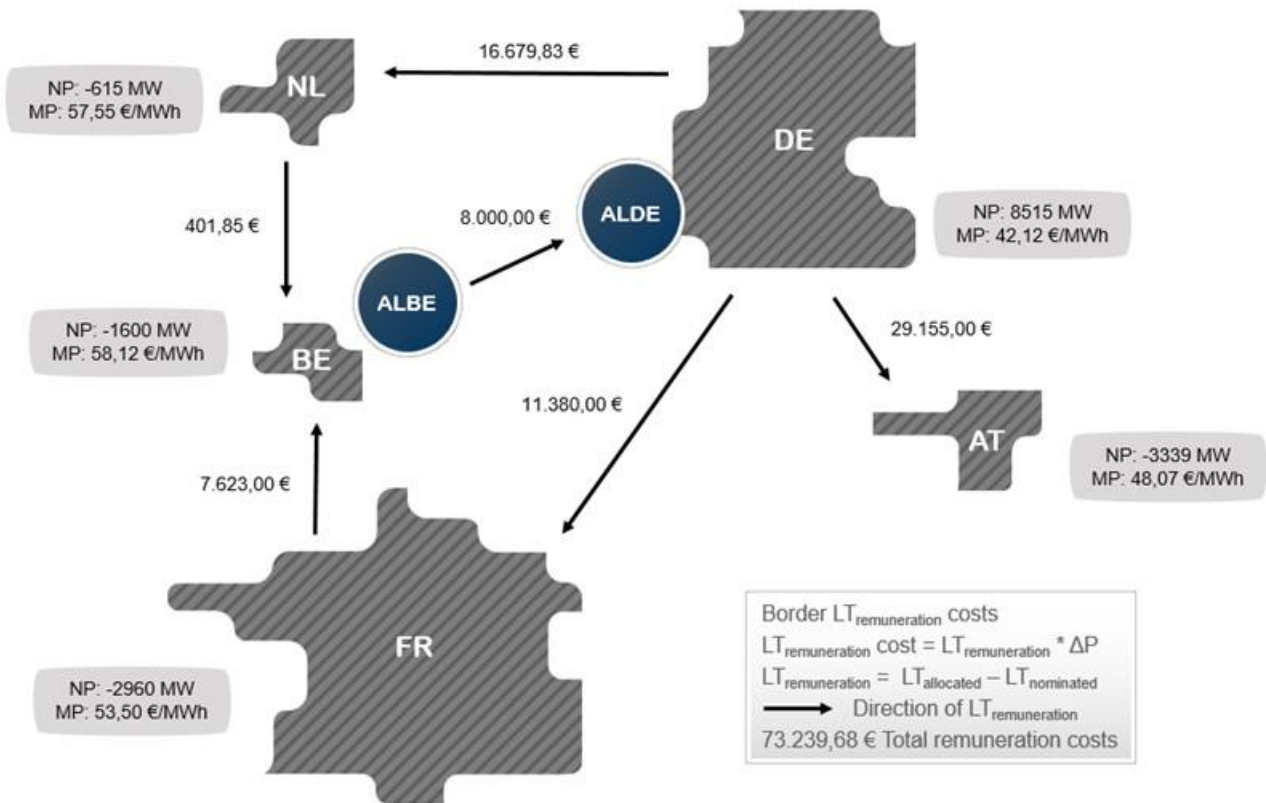 16.679,83 €
NP: -615 MW
MP: 57,55 €/MWh
NL
DE
401,85 €
8.000,00 €
ALDE
NP: 8515 MW
MP: 42,12 €/MWh
ALBE
NP: -1600 MW
MP: 58,12 €/MWh
BE
29.155,00 €
11.380,00 €
AT
NP: -3339 MW
MP: 48,07 €/MWh
7.623,00 €
FR
NP: -2960 MW
MP: 53,50 €/MWh
Border LTremuneration costs
LTremuneration cost = LTremuneration * ΔP
LTremuneration = LTallocated – LTnominated
Direction of LTremuneration
73.239,68 € Total remuneration costs